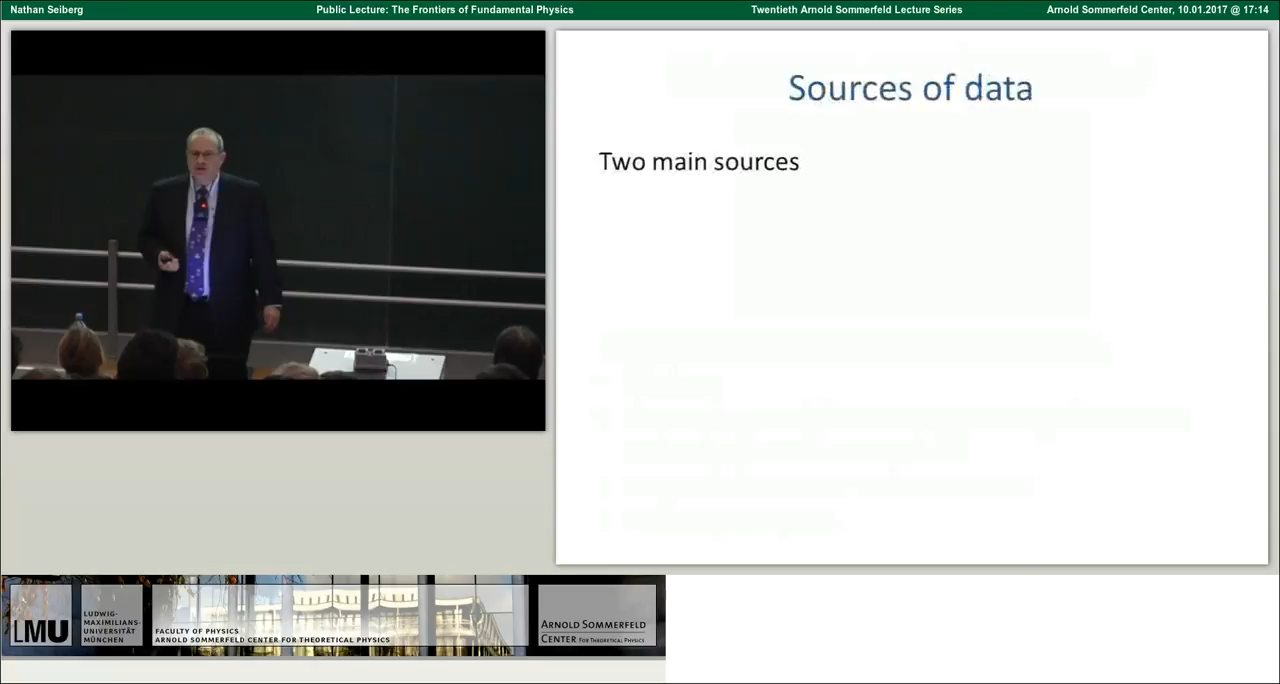 Nathan Seiberg
Public Lecture: The Frontiers of Fundamental Physics
Twentieth Arnold Sommerfeld Lecture Series
Arnold Sommerfeld Center, 10.01.2017 @ 17:14
Sources of data
Two main sources
LMU
LUDWIG-
MAXIMILIANS-
UNIVERSITÄT
MÜNCHEN
FACULTY OF PHYSICS
ARNOLD SOMMERFELD CENTER FOR THEORETICAL PHYSICS
ARNOLD SOMMERFELD
CENTER FOR THEORETICAL PHYSICS